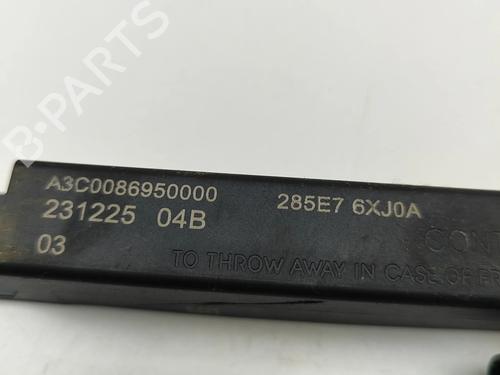 B-PARTS
A3C0086950000
285E7 6XJ0A
231225 04B
03
TO THROW AWAY IN CASE OF